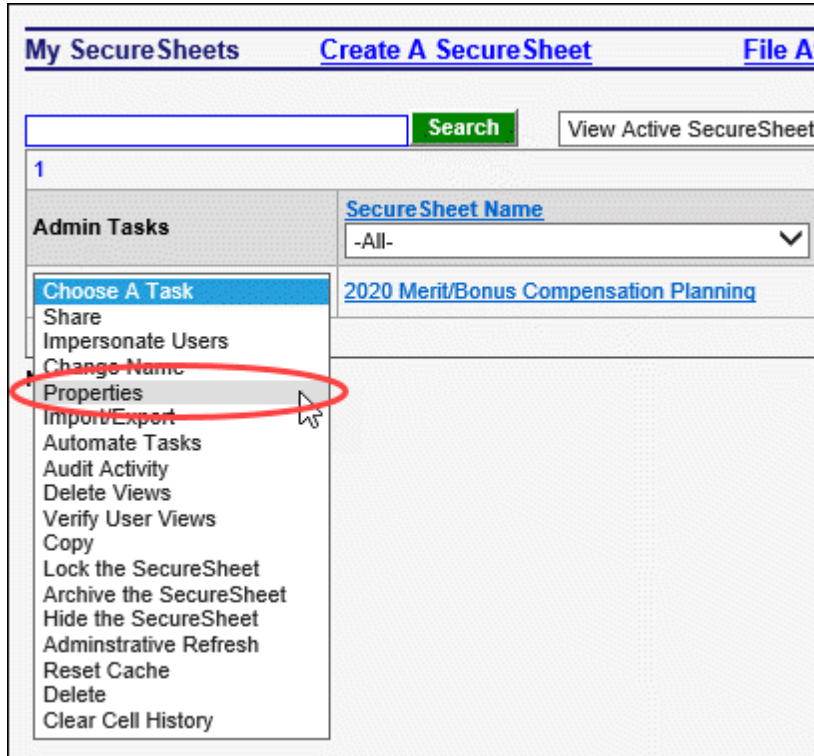 My SecureSheets Create A SecureSheet File A
Search View Active SecureSheet
1
Admin Tasks
SecureSheet Name
-All-
Choose A Task
2020 Merit/Bonus Compensation Planning
Share
Impersonate Users
Change Name
Properties
Import/Export
Automate Tasks
Audit Activity
Delete Views
Verify User Views
Copy
Lock the SecureSheet
Archive the SecureSheet
Hide the SecureSheet
Adminstrative Refresh
Reset Cache
Delete
Clear Cell History